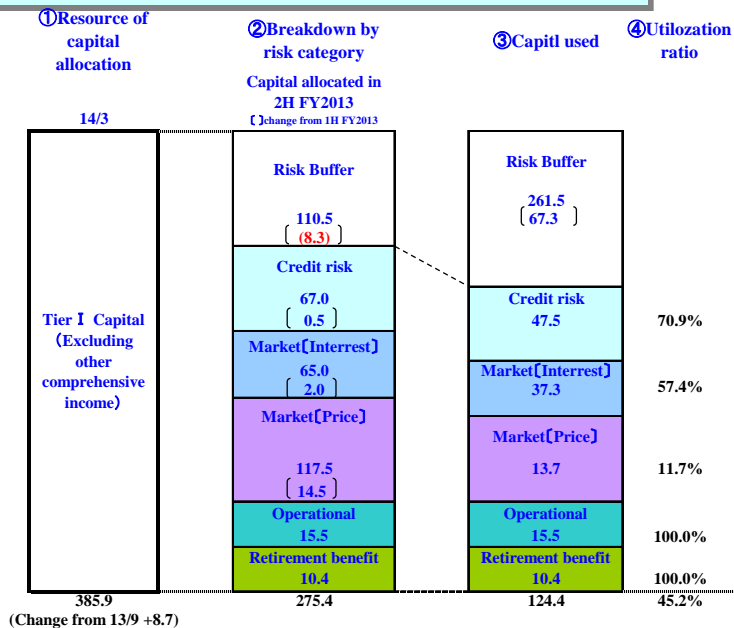 ①Resource of
capital
allocation
14/3
Tier Ⅰ Capital
(Excluding
other
comprehensive
income)
385.9
(Change from 13/9 +8.7)
②Breakdown by
risk category
Capital allocated in
2H FY2013
〔 〕change from 1H FY2013
Risk Buffer
110.5
(8.3)
Credit risk
67.0
0.5
Market〔Interrest〕
65.0
2.0
Market〔Price〕
117.5
14.5
Operational
15.5
Retirement benefit
10.4
275.4
③Capitl used
Risk Buffer
261.5
67.3
Credit risk
47.5
Market〔Interrest〕
37.3
Market〔Price〕
13.7
Operational
15.5
Retirement benefit
10.4
124.4
④Utilozation
ratio
70.9%
57.4%
11.7%
100.0%
100.0%
45.2%